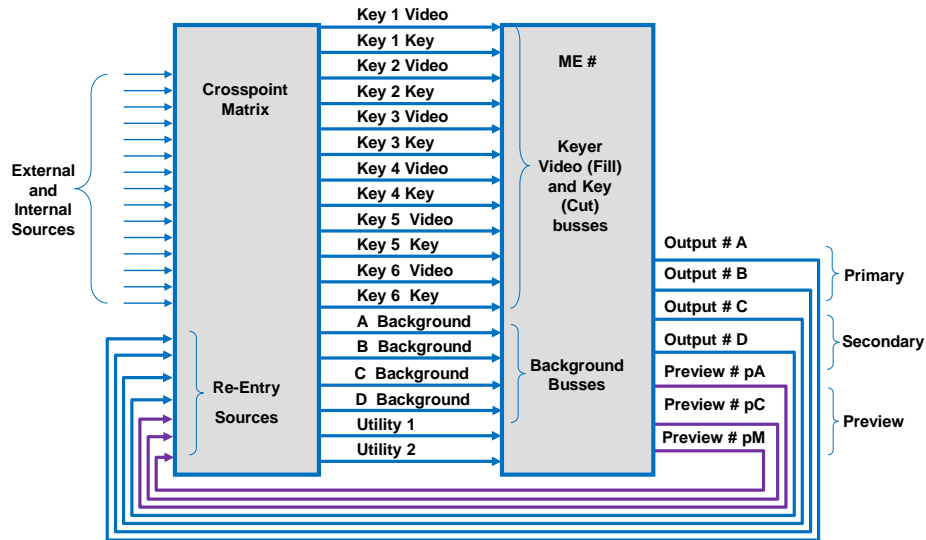 External
and
Internal
Sources
Crosspoint
Matrix
Re-Entry
Sources
Key 1 Video
Key 1 Key
Key 2 Video
Key 2 Key
Key 3 Video
Key 3 Key
Key 4 Video
Key 4 Key
Key 5 Video
Key 5 Key
Key 6 Video
Key 6 Key
A Background
B Background
C Background
D Background
Utility 1
Utility 2
ME #
Keyer
Video (Fill)
and Key
(Cut)
busses
Background
Busses
Output # A
Output # B
Output # C
Output # D
Preview # pA
Preview # pC
Preview # pM
Primary
Secondary
Preview